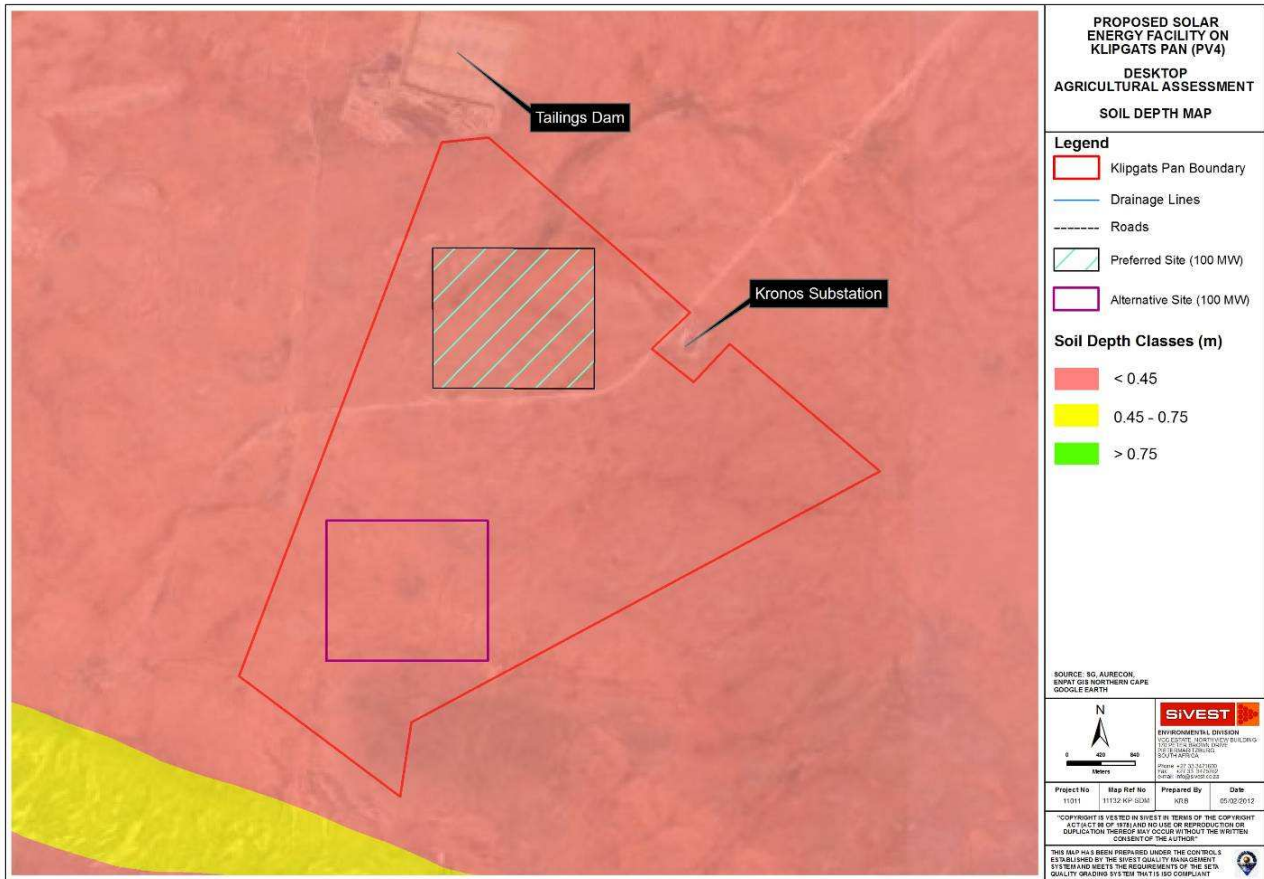 Tailings Dam
Kronos Substation
PROPOSED SOLAR
ENERGY FACILITY ON
KLIPGATS PAN (PV4)
DESKTOP
AGRICULTURAL ASSESSMENT
SOIL DEPTH MAP
Legend
Klipgats Pan Boundary
Drainage Lines
Roads
Preferred Site (100 MW)
Alternative Site (100 MW)
Soil Depth Classes (m)
< 0.45
0.45 - 0.75
> 0.75
SOURCE: SG, AURECON,
ENPAT GIS NORTHERN CAPE
GOOGLE EARTH
N
0 420 840
Meters
SiVEST
ENVIRONMENTAL DIVISION
SOUTH AFRICA
Project No
11011
Map Ref No
11132-KP-SDM
Prepared By
KRB
Date
05/02/2012
"COPYRIGHT IS VESTED IN SIVEST IN TERMS OF THE COPYRIGHT
ACT (ACT 98 OF 1978) AND NO USE OR REPRODUCTION OR
DUPLICATION THEREOF MAY OCCUR WITHOUT THE WRITTEN
CONSENT OF THE AUTHOR"
THIS MAP HAS BEEN PREPARED UNDER THE CONTROLS
ESTABLISHED BY THE SIVEST QUALITY MANAGEMENT
SYSTEM AND MEETS THE REQUIREMENTS OF THE SETA
QUALITY GRADING SYSTEM THAT IS ISO COMPLIANT